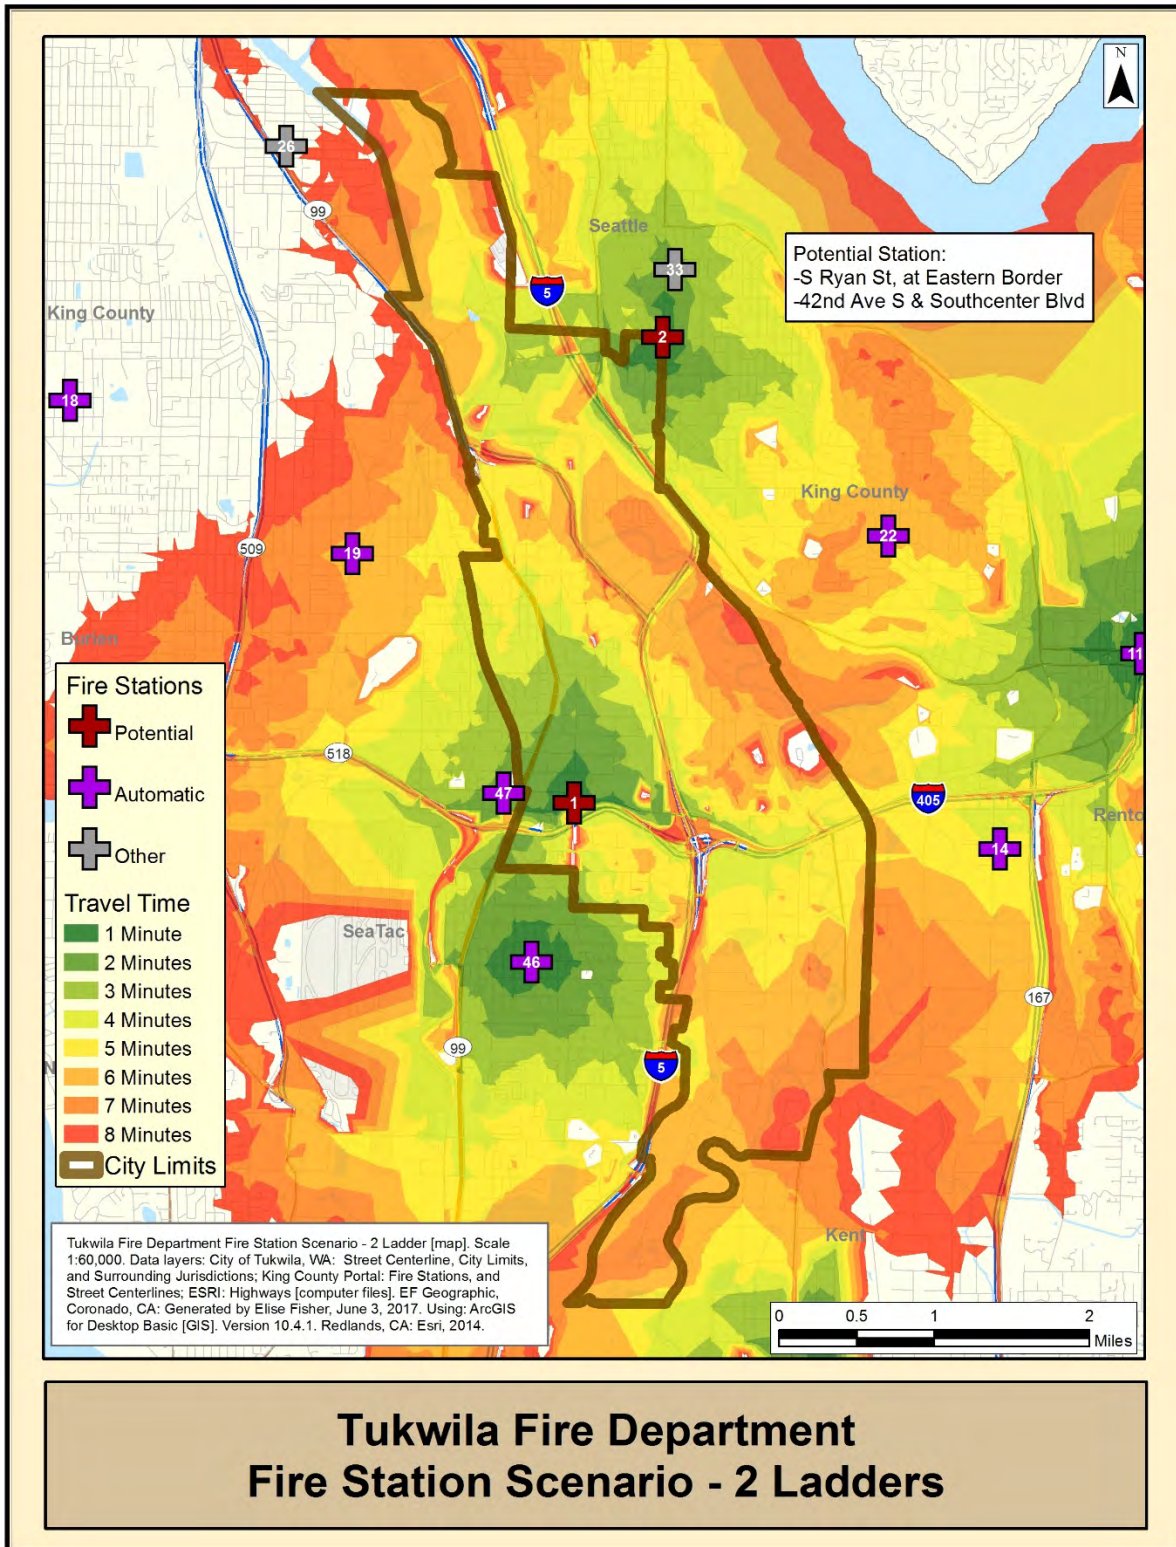 N
26
99
Seattle
33
5
Potential Station:
-S Ryan St, at Eastern Border
-42nd Ave S & Southcenter Blvd
King County
2
18
King County
22
19
509
Burien
11
Fire Stations
Potential
Automatic
Other
518
47
1
405
Rento
14
Travel Time
1 Minute
2 Minutes
3 Minutes
4 Minutes
5 Minutes
6 Minutes
7 Minutes
8 Minutes
City Limits
SeaTac
46
167
99
5
N
Kent
Tukwila Fire Department Fire Station Scenario - 2 Ladder [map]. Scale
1:60,000. Data layers: City of Tukwila, WA: Street Centerline, City Limits,
and Surrounding Jurisdictions; King County Portal: Fire Stations, and
Street Centerlines; ESRI: Highways [computer files]. EF Geographic,
Coronado, CA: Generated by Elise Fisher, June 3, 2017. Using: ArcGIS
for Desktop Basic [GIS]. Version 10.4.1. Redlands, CA: Esri, 2014.
0 0.5 1 2
Miles
Tukwila Fire Department
Fire Station Scenario - 2 Ladders